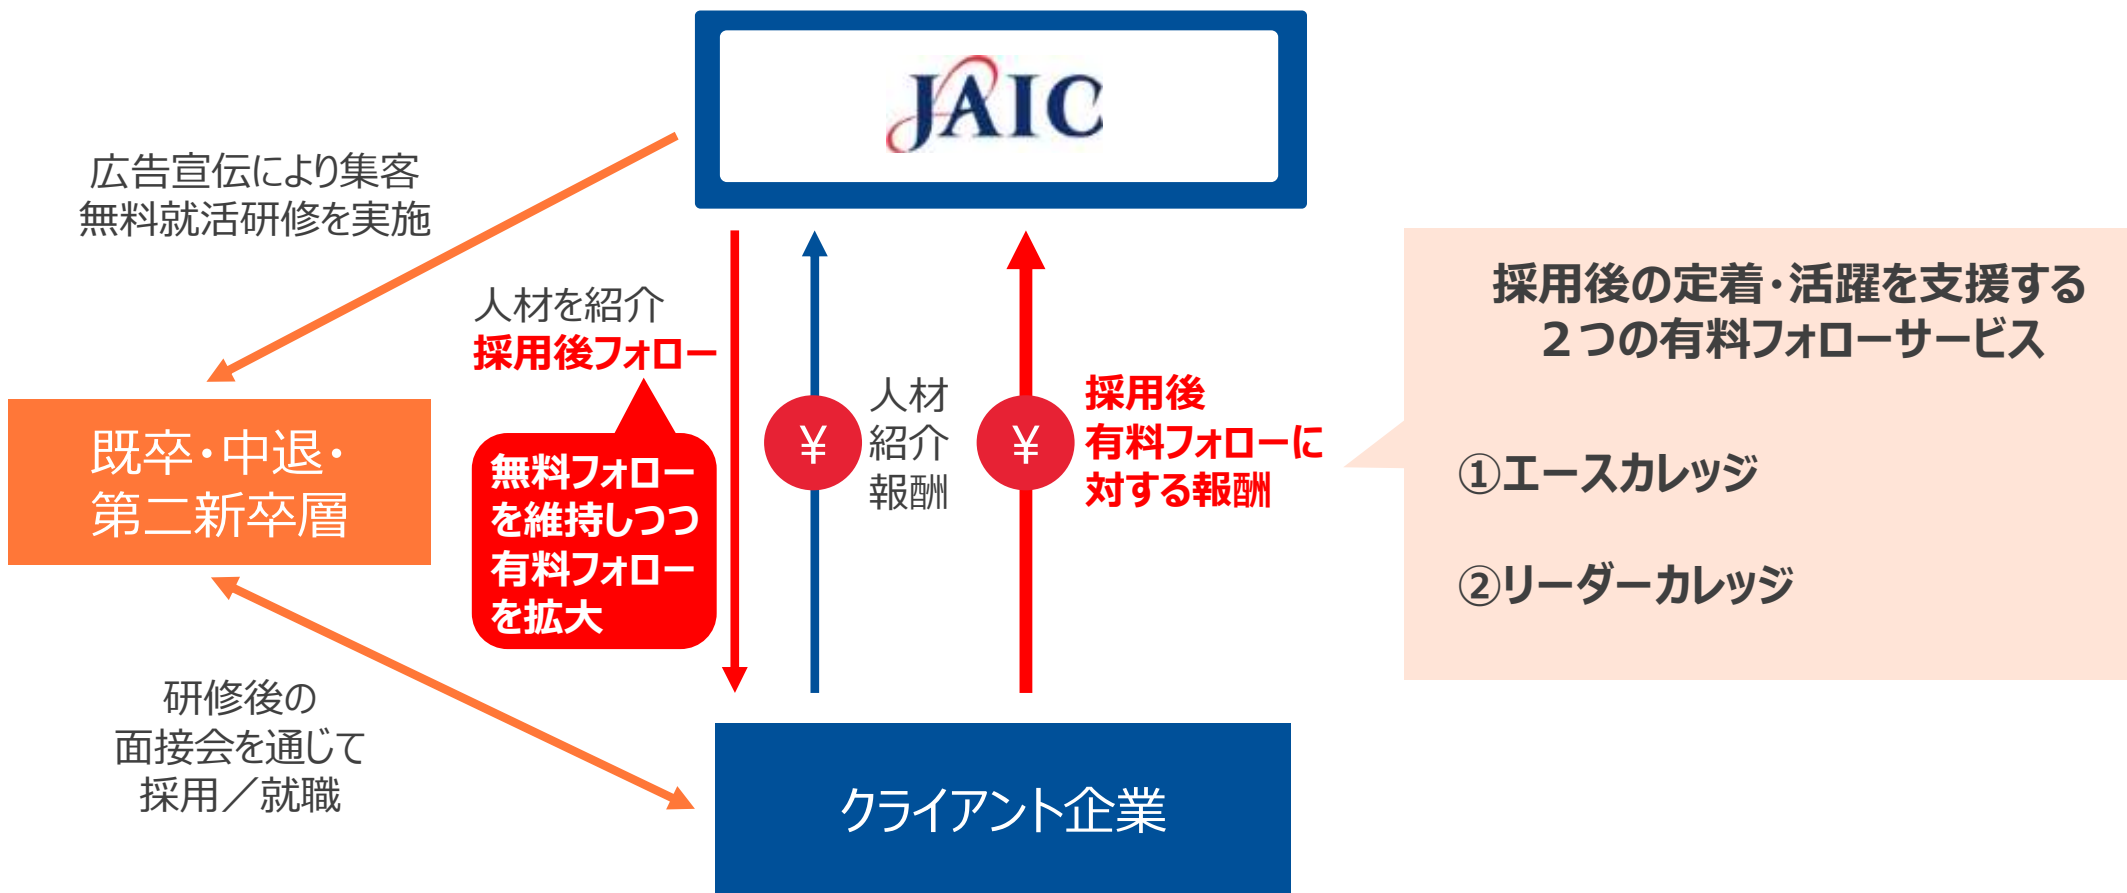 JAIC
広告宣伝により集客
無料就活研修を実施
人材を紹介
採用後フォロー
無料フォロー
を維持しつつ
有料フォロー
を拡大
¥
人材
紹介
報酬
¥
採用後
有料フォローに
対する報酬
採用後の定着・活躍を支援する
２つの有料フォローサービス
①エースカレッジ
②リーダーカレッジ
既卒・中退・
第二新卒層
研修後の
面接会を通じて
採用／就職
クライアント企業